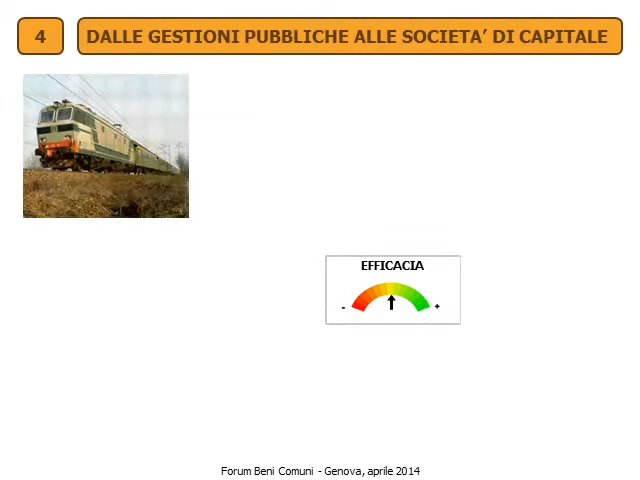 4
DALLE GESTIONI PUBBLICHE ALLE SOCIETA’ DI CAPITALE
EFFICACIA
- +
Forum Beni Comuni - Genova, aprile 2014